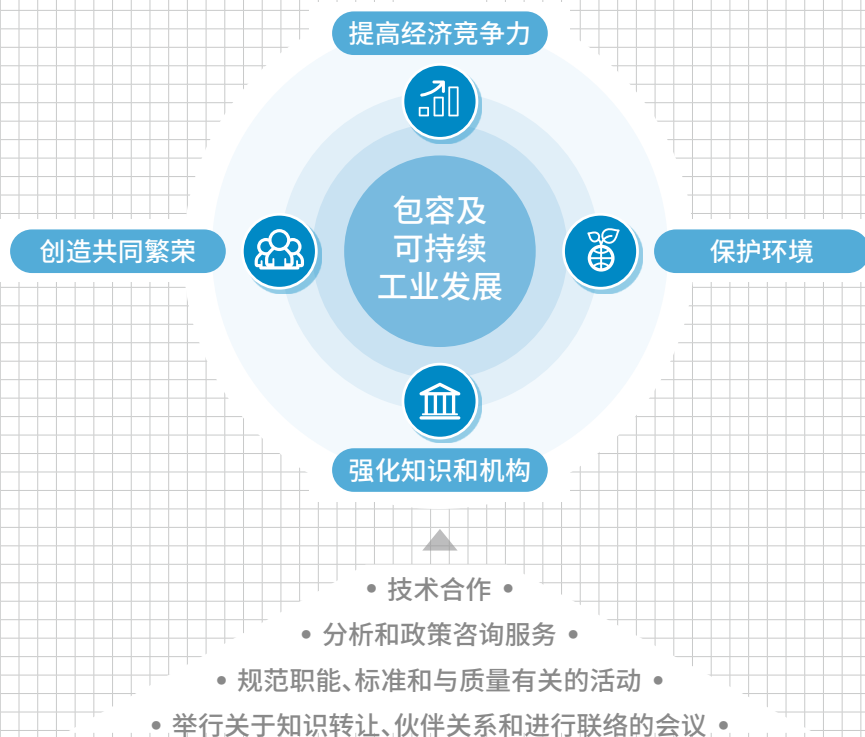 提高经济竞争力
包容及
可持续
工业发展
创造共同繁荣
保护环境
强化知识和机构
• 技术合作 •
• 分析和政策咨询服务 •
• 规范职能、标准和与质量有关的活动 •
• 举行关于知识转让、伙伴关系和进行联络的会议 •